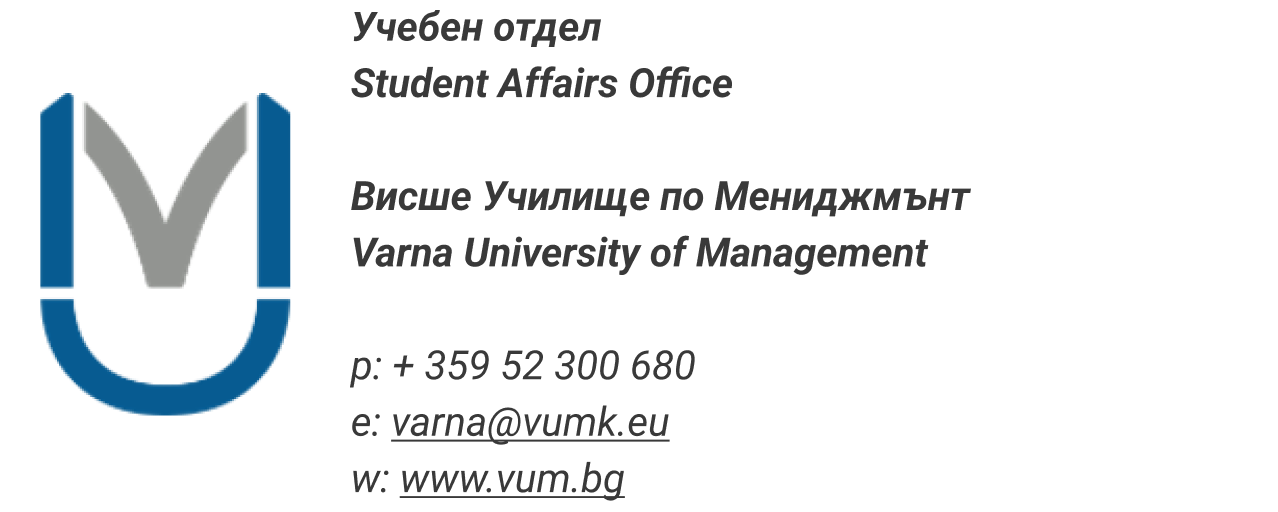 Учебен отдел
Student Affairs Office
Висше Училище по Мениджмънт
Varna University of Management
p: + 359 52 300 680
e: varna@vumk.eu
w: www.vum.bg